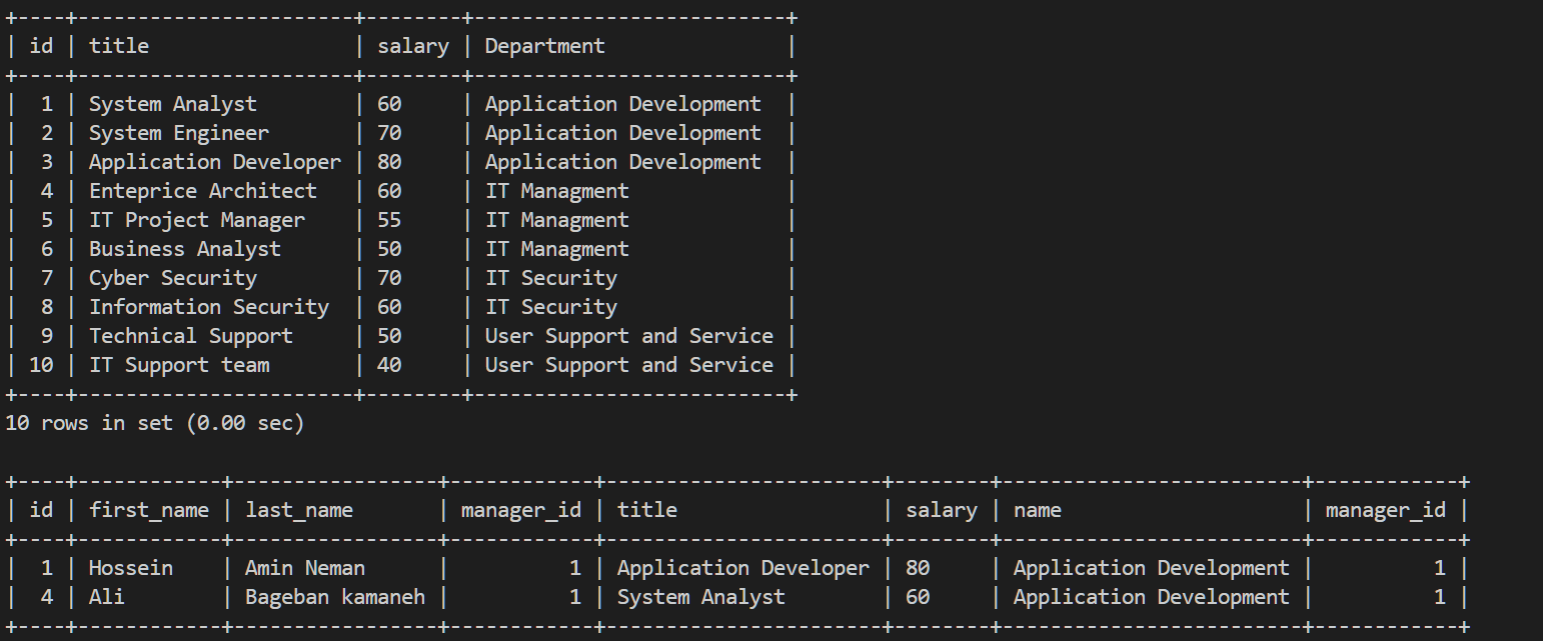 +----+-----------------------+--------+--------------------------+
| id | title                 | salary | Department               |
+----+-----------------------+--------+--------------------------+
|  1 | System Analyst        | 60     | Application Development  |
|  2 | System Engineer       | 70     | Application Development  |
|  3 | Application Developer | 80     | Application Development  |
|  4 | Enteprice Architect   | 60     | IT Managment             |
|  5 | IT Project Manager    | 55     | IT Managment             |
|  6 | Business Analyst      | 50     | IT Managment             |
|  7 | Cyber Security        | 70     | IT Security              |
|  8 | Information Security  | 60     | IT Security              |
|  9 | Technical Support     | 50     | User Support and Service |
| 10 | IT Support team       | 40     | User Support and Service |
+----+-----------------------+--------+--------------------------+
10 rows in set (0.00 sec)

+----+------------+-----------------+------------+-----------------------+--------+-------------------------+------------+
| id | first_name | last_name       | manager_id | title                 | salary | name                    | manager_id |
+----+------------+-----------------+------------+-----------------------+--------+-------------------------+------------+
|  1 | Hossein    | Amin Neman      |          1 | Application Developer | 80     | Application Development |          1 |
|  4 | Ali        | Bageban kamaneh |          1 | System Analyst        | 60     | Application Development |          1 |
+----+------------+-----------------+------------+-----------------------+--------+-------------------------+------------+